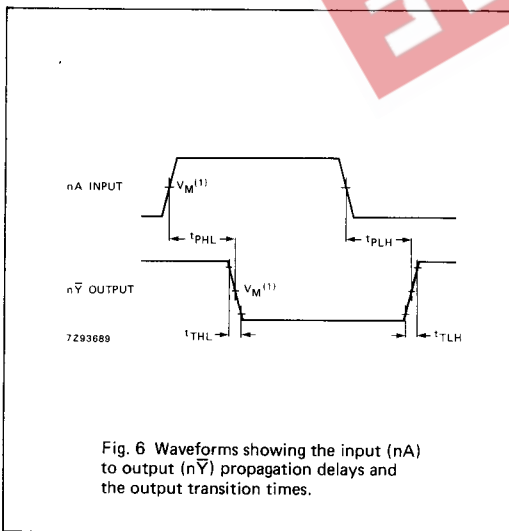 nA INPUT
VM(1)
tPHL
tPLH
nY̅ OUTPUT
VM(1)
7Z93689
tTHL
tTLH
Fig. 6 Waveforms showing the input (nA)
to output (nY̅) propagation delays and
the output transition times.